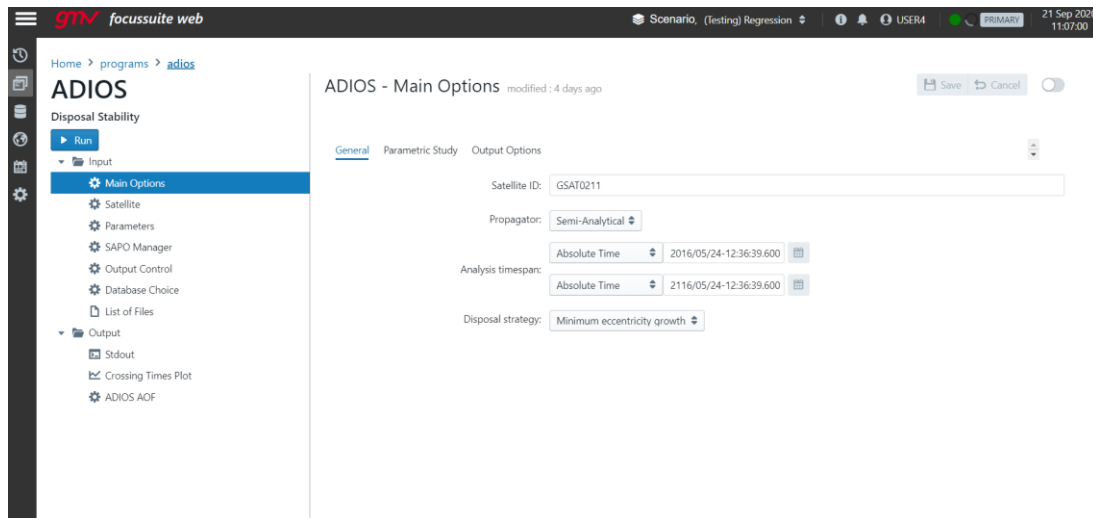 gmv focussuite web
Scenario, (Testing) Regression
USER4
PRIMARY
21 Sep 2020
11:07:00
Home > programs > adios
ADIOS
Disposal Stability
Run
Input
Main Options
Satellite
Parameters
SAPO Manager
Output Control
Database Choice
List of Files
Output
Stdout
Crossing Times Plot
ADIOS AOF
ADIOS - Main Options modified : 4 days ago
Save Cancel
General Parametric Study Output Options
Satellite ID: GSAT0211
Propagator: Semi-Analytical
Analysis timespan:
Absolute Time 2016/05/24-12:36:39.600
Absolute Time 2116/05/24-12:36:39.600
Disposal strategy: Minimum eccentricity growth